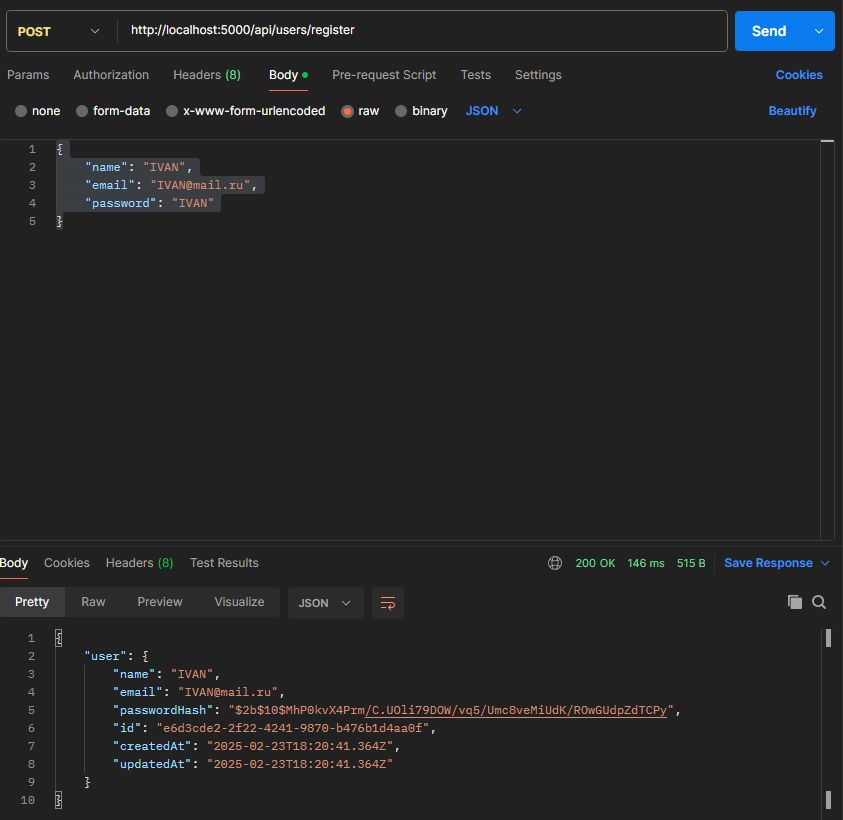 POST http://localhost:5000/api/users/register Send
Params Authorization Headers (8) Body Pre-request Script Tests Settings Cookies
none form-data x-www-form-urlencoded raw binary JSON Beautify
1 {
2 "name": "IVAN",
3 "email": "IVAN@mail.ru",
4 "password": "IVAN"
5 }
Body Cookies Headers (8) Test Results 200 OK 146 ms 515 B Save Response
Pretty Raw Preview Visualize JSON
1 {
2 "user": {
3 "name": "IVAN",
4 "email": "IVAN@mail.ru",
5 "passwordHash": "$2b$10$MhP0kvX4Prm/C.UOli79DOW/vq5/Umc8veMiUdK/ROwGUdpZdTCPy",
6 "id": "e6d3cde2-2f22-4241-9870-b476b1d4aa0f",
7 "createdAt": "2025-02-23T18:20:41.364Z",
8 "updatedAt": "2025-02-23T18:20:41.364Z"
9 }
10 }